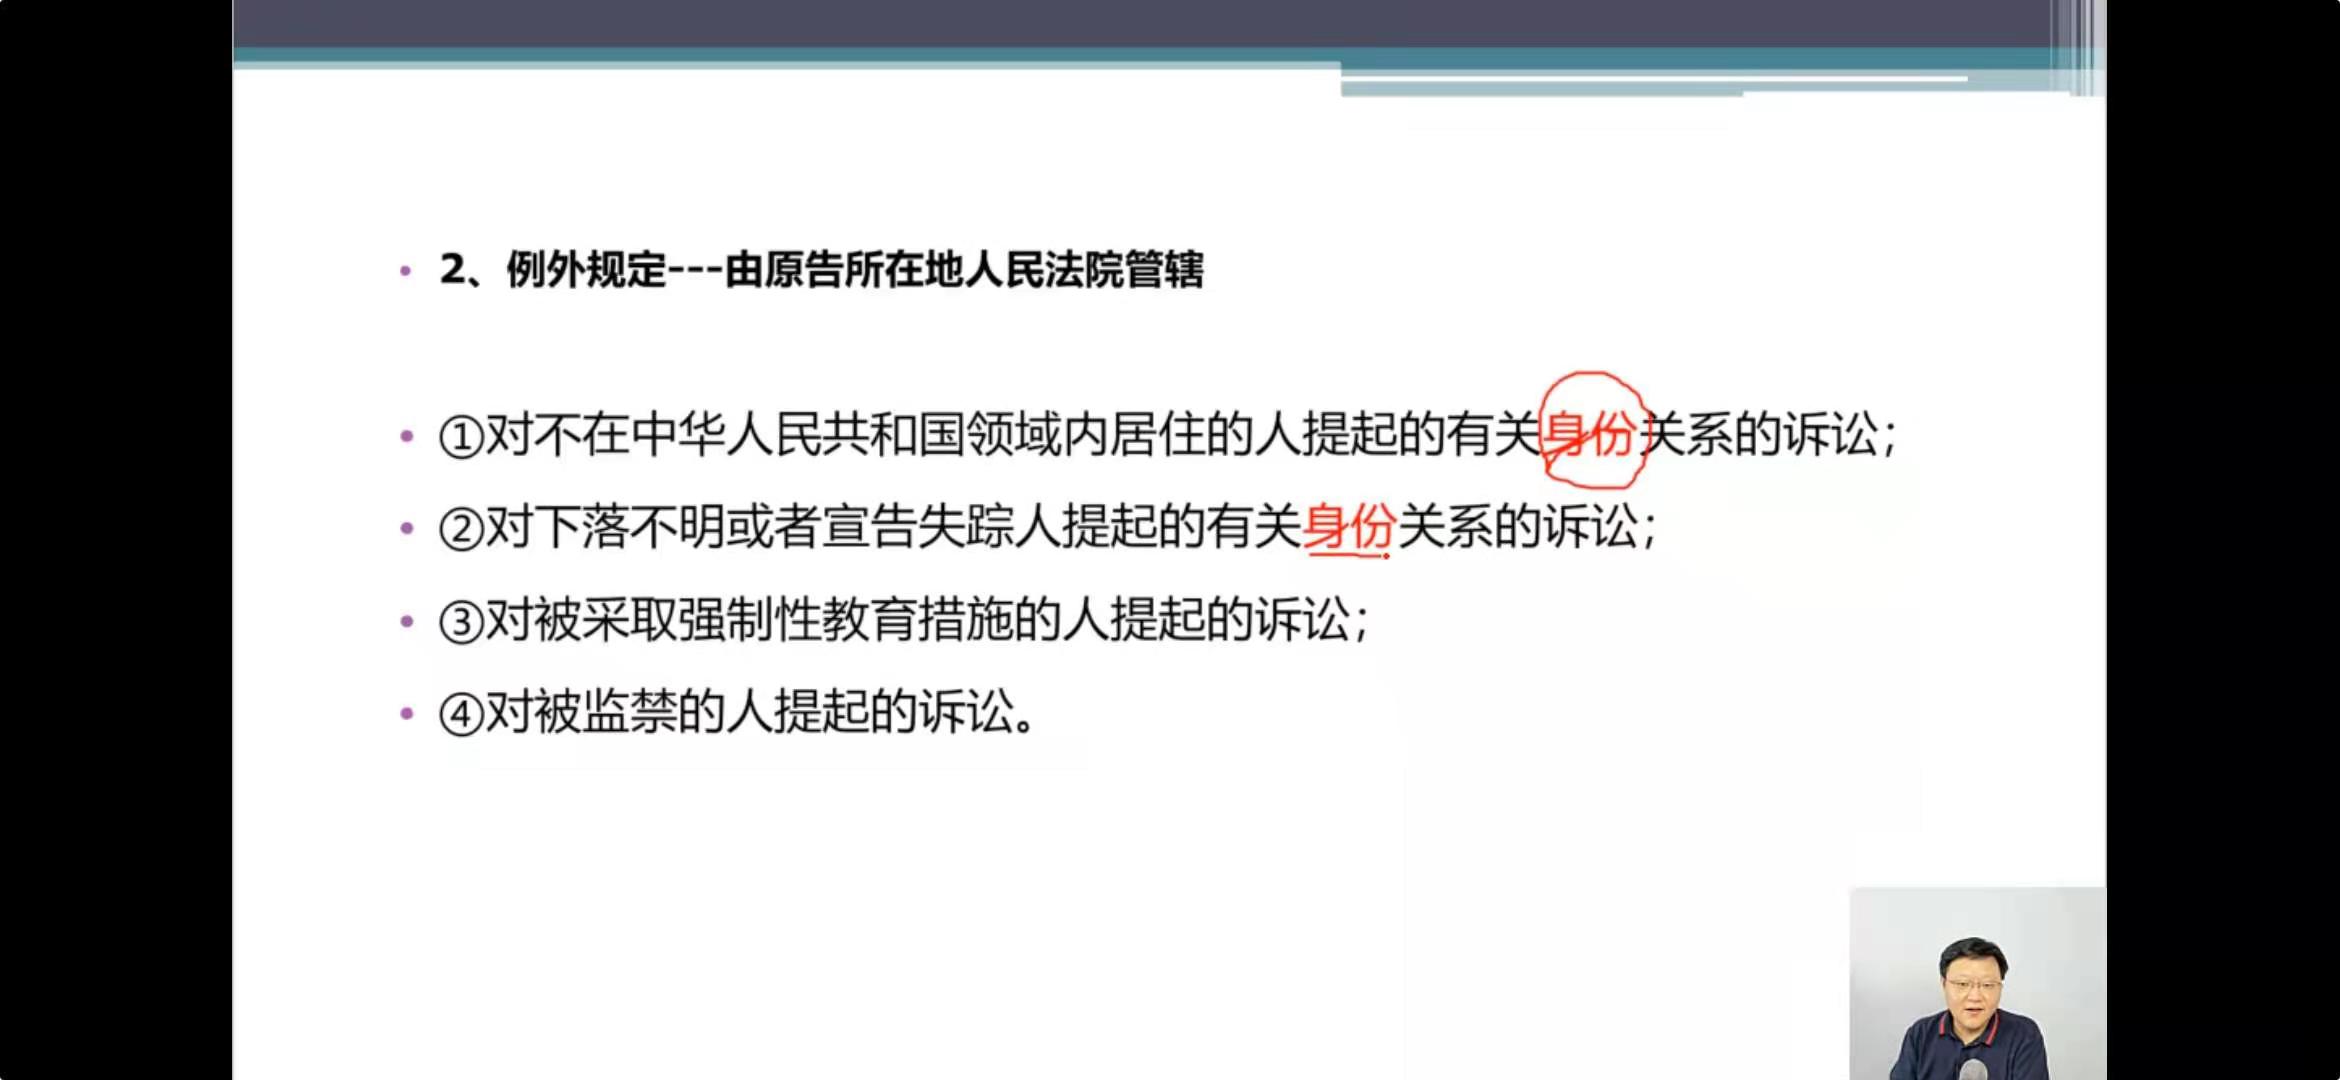 2、例外规定---由原告所在地人民法院管辖
①对不在中华人民共和国领域内居住的人提起的有关身份关系的诉讼；
②对下落不明或者宣告失踪人提起的有关身份关系的诉讼；
③对被采取强制性教育措施的人提起的诉讼；
④对被监禁的人提起的诉讼。